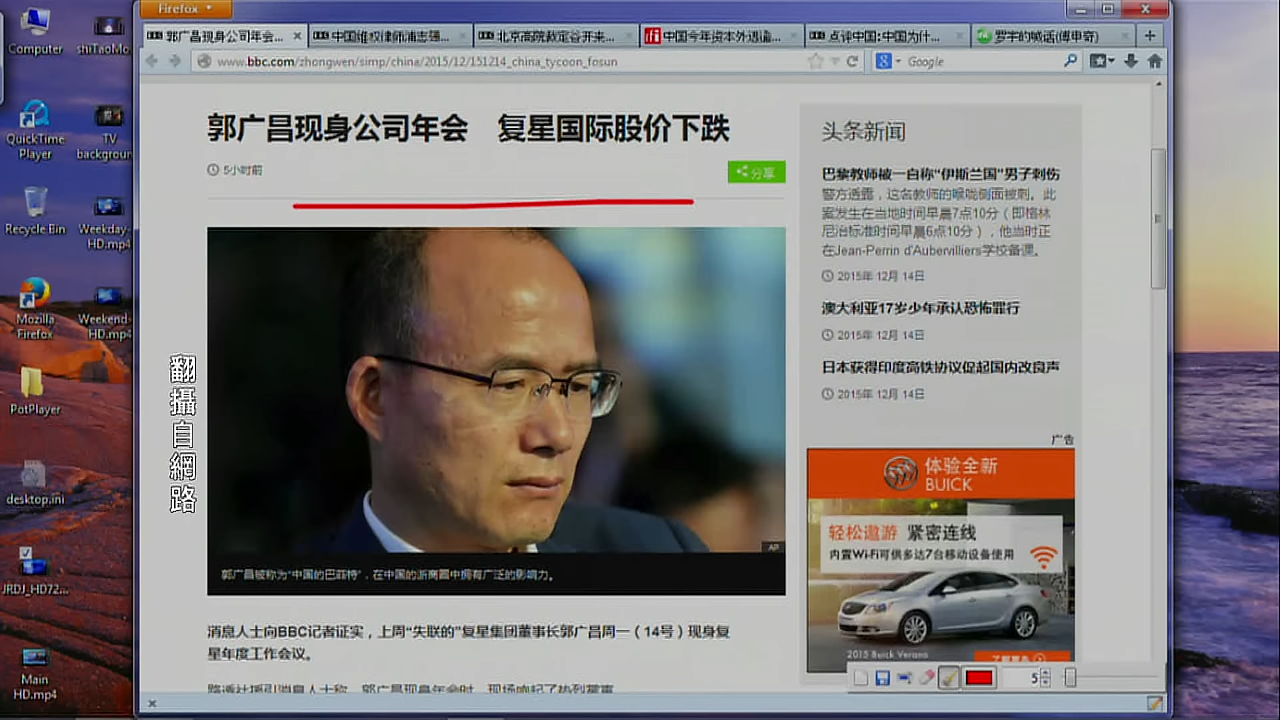 Firefox
郭广昌现身公司年会...
中国维权律师浦志强...
北京高院裁定谷开来...
中国今年资本外逃逾...
点评中国:中国为什...
罗宇的喊话(傅申奇)
www.bbc.com/zhongwen/simp/china/2015/12/151214_china_tycoon_fosun
Google
Computer
shiTaoMo
QuickTime Player
TV backgroun
Recycle Bin
Weekday-HD.mp4
Mozilla Firefox
Weekend-HD.mp4
PotPlayer
desktop.ini
JRDJ_HD72...
Main HD.mp4
郭广昌现身公司年会 复星国际股价下跌
5小时前
分享
翻攝自網路
AP
郭广昌被称为“中国的巴菲特”，在中国的浙商圈中拥有广泛的影响力。
消息人士向BBC记者证实，上周“失联的”复星集团董事长郭广昌周一（14号）现身复
星年度工作会议。
头条新闻
巴黎教师被一自称“伊斯兰国”男子刺伤
警方透露，这名教师的喉咙侧面被刺。此
案发生在当地时间早晨7点10分（即格林
尼治标准时间早晨6点10分），他当时正
在Jean-Perrin d'Aubervilliers学校备课。
2015年 12月 14日
澳大利亚17岁少年承认恐怖罪行
2015年 12月 14日
日本获得印度高铁协议促起国内改良声
2015年 12月 14日
广告
体验全新
BUICK
轻松遨游 紧密连线
内置Wi-Fi可供多达7台移动设备使用
2015 Buick Verano
5